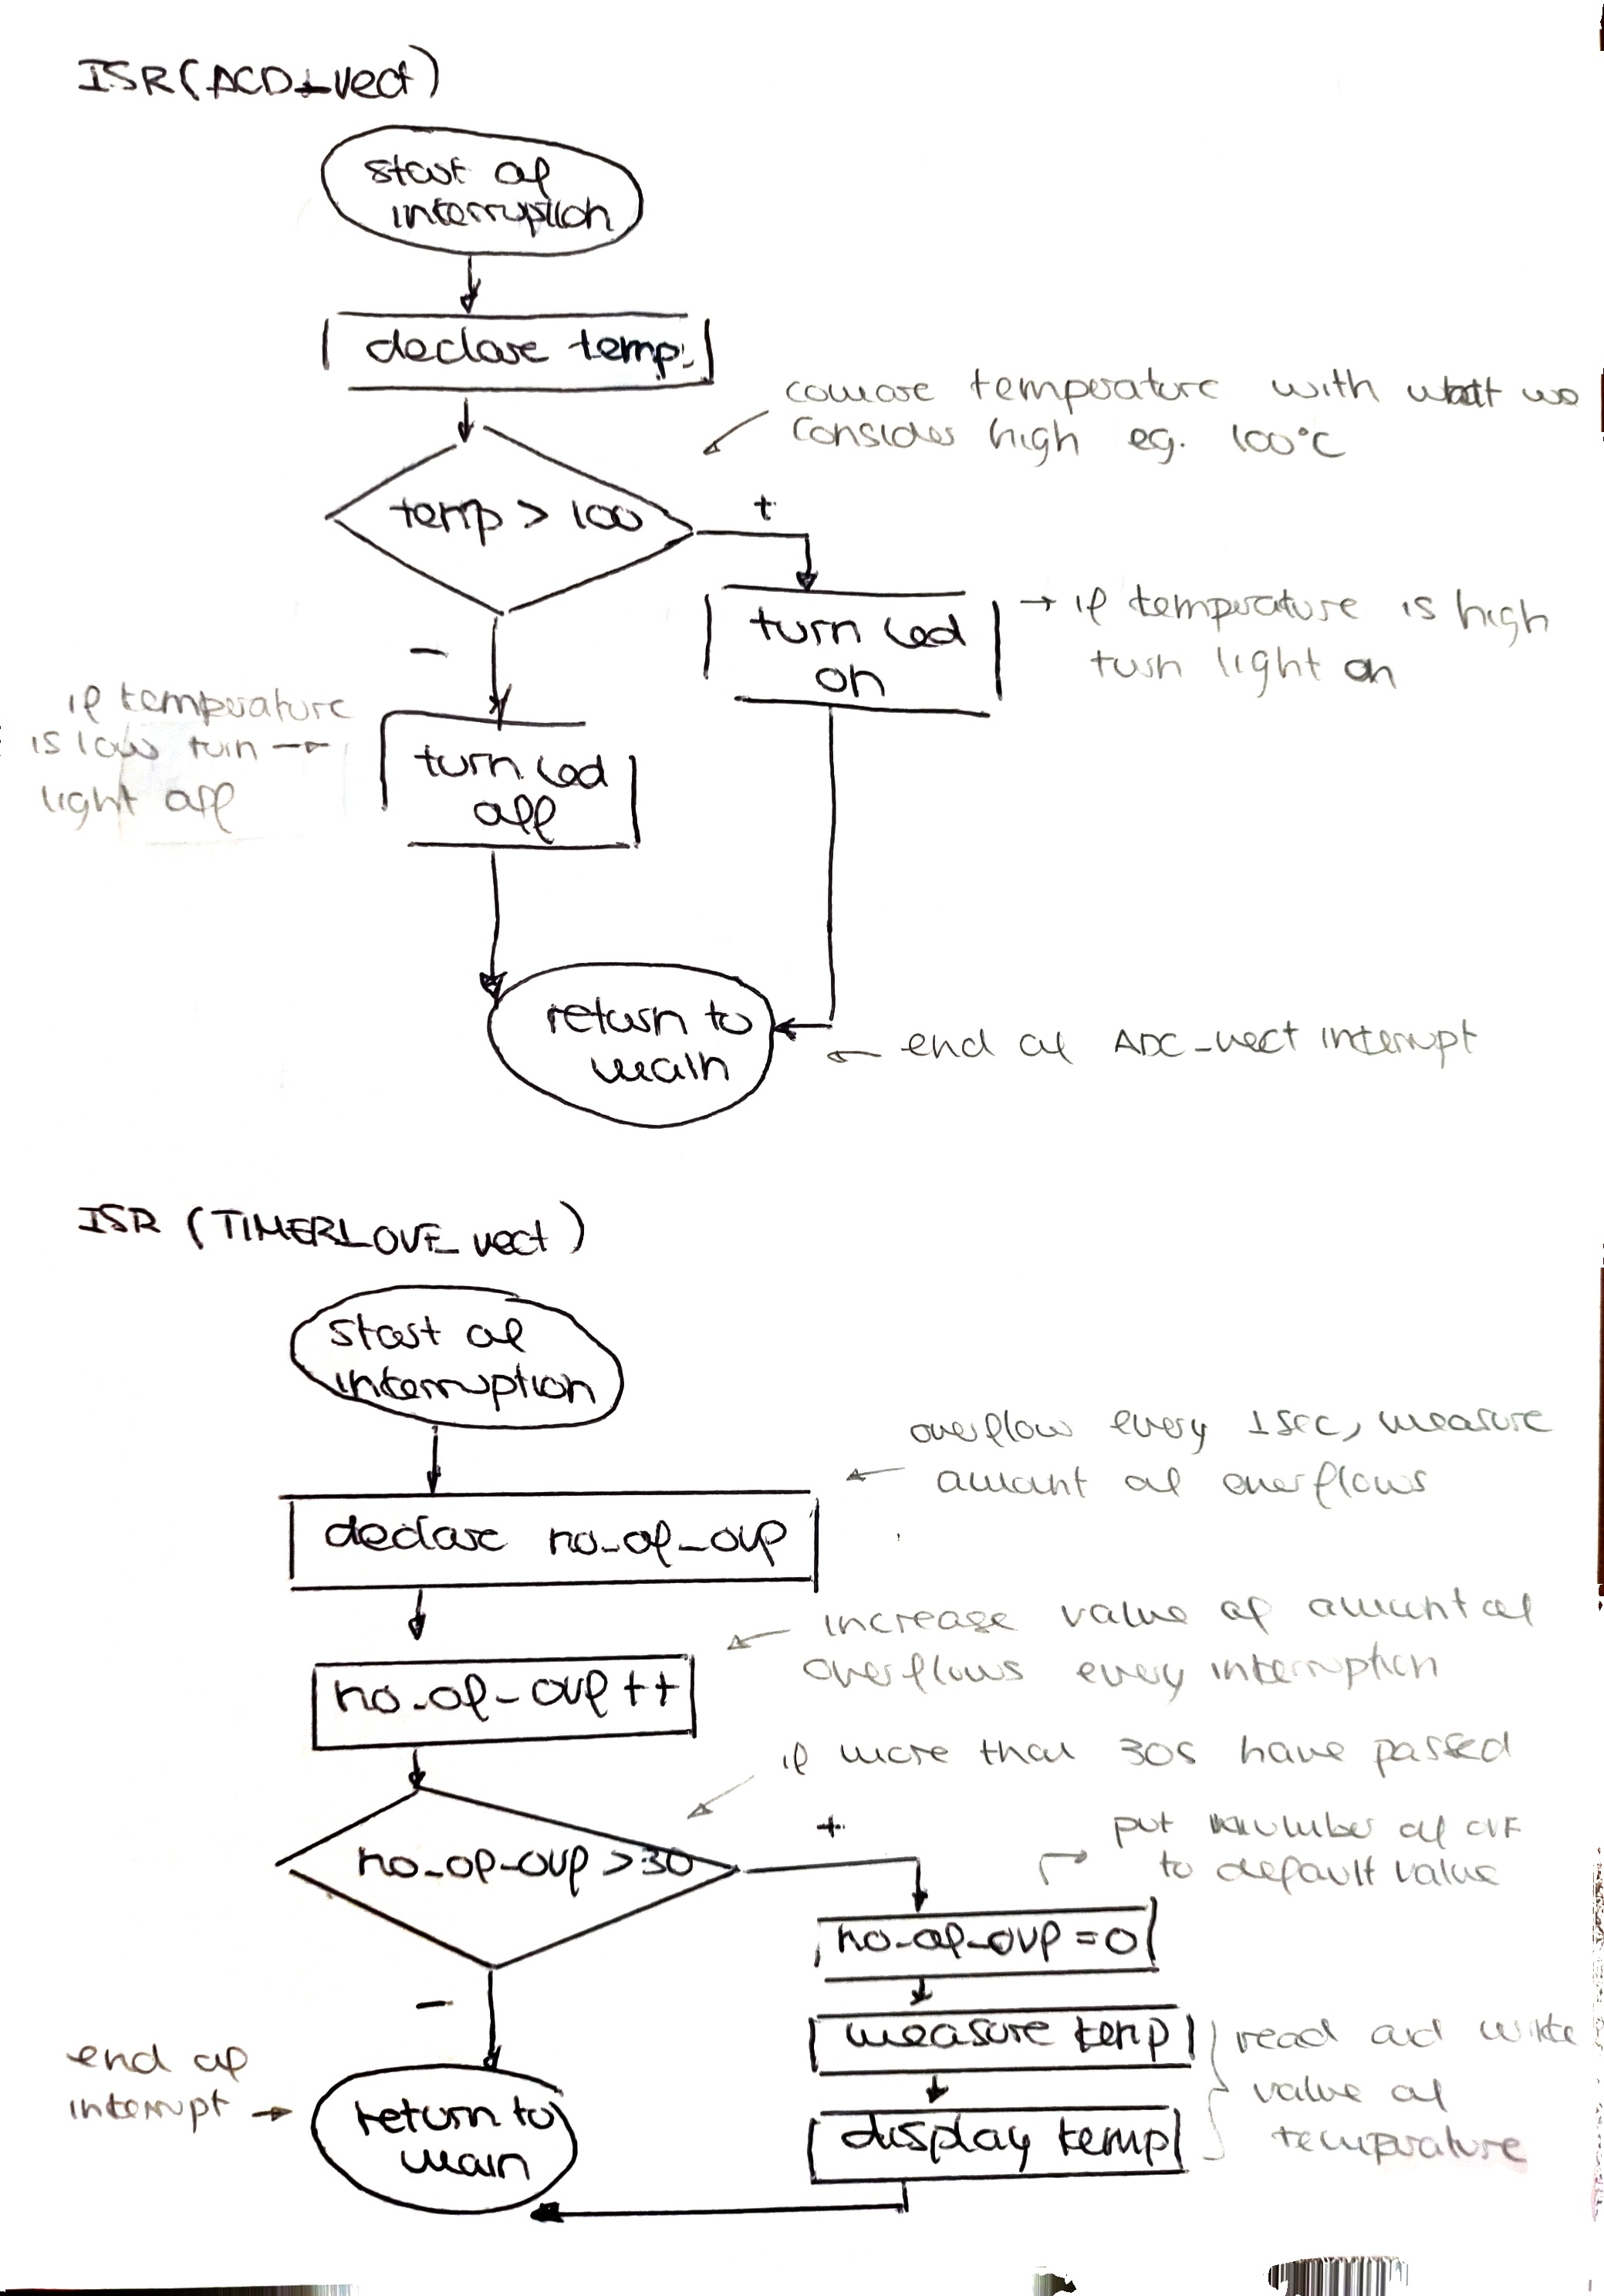 ISR(ACD_vect)
start of
interruption
declare temp.
comare temperature with what we
consider high eg. 100°C
temp > 100
+
turn led
on
→ if temperature is high
turn light on
-
if temperature
is low turn →
light off
turn led
off
return to
main
← end of ADC_vect interrupt
ISR (TIMER1_OVF_vect)
start of
interruption
overflow every 1sec, measure
← amount of overflows
declare no_of_ovf
increase value of amount of
overflows every interruption
no_of_ovf++
if more than 30s have passed
no_of_ovf >30
+
put number of OVF
to default value
no_of_ovf =0
-
measure temp
read and write
value of
temperature
display temp
end of
interrupt →
return to
main